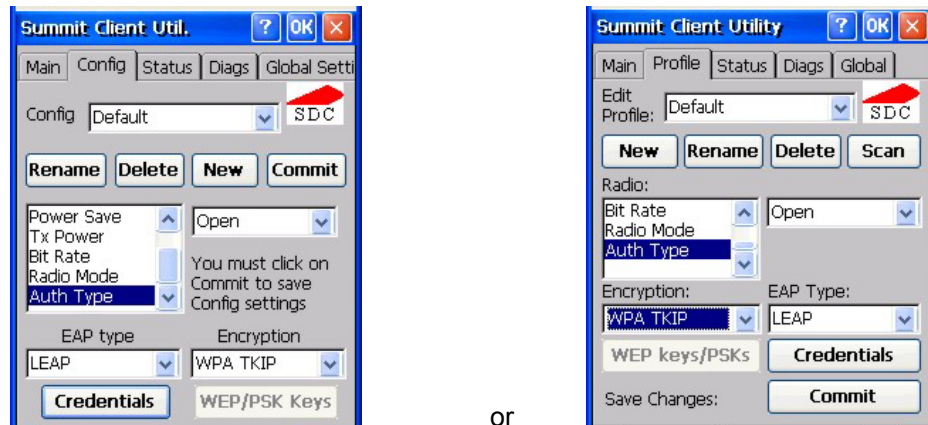 Summit Client Util. ? OK X
Main Config Status Diags Global Setti
Config Default SDC
Rename Delete New Commit
Power Save
Tx Power
Bit Rate
Radio Mode
Auth Type
Open
You must click on
Commit to save
Config settings
EAP type Encryption
LEAP WPA TKIP
Credentials WEP/PSK Keys
or
Summit Client Utility ? OK X
Main Profile Status Diags Global
Edit
Profile: Default SDC
New Rename Delete Scan
Radio:
Bit Rate
Radio Mode
Auth Type
Open
Encryption: EAP Type:
WPA TKIP LEAP
WEP keys/PSKs Credentials
Save Changes: Commit